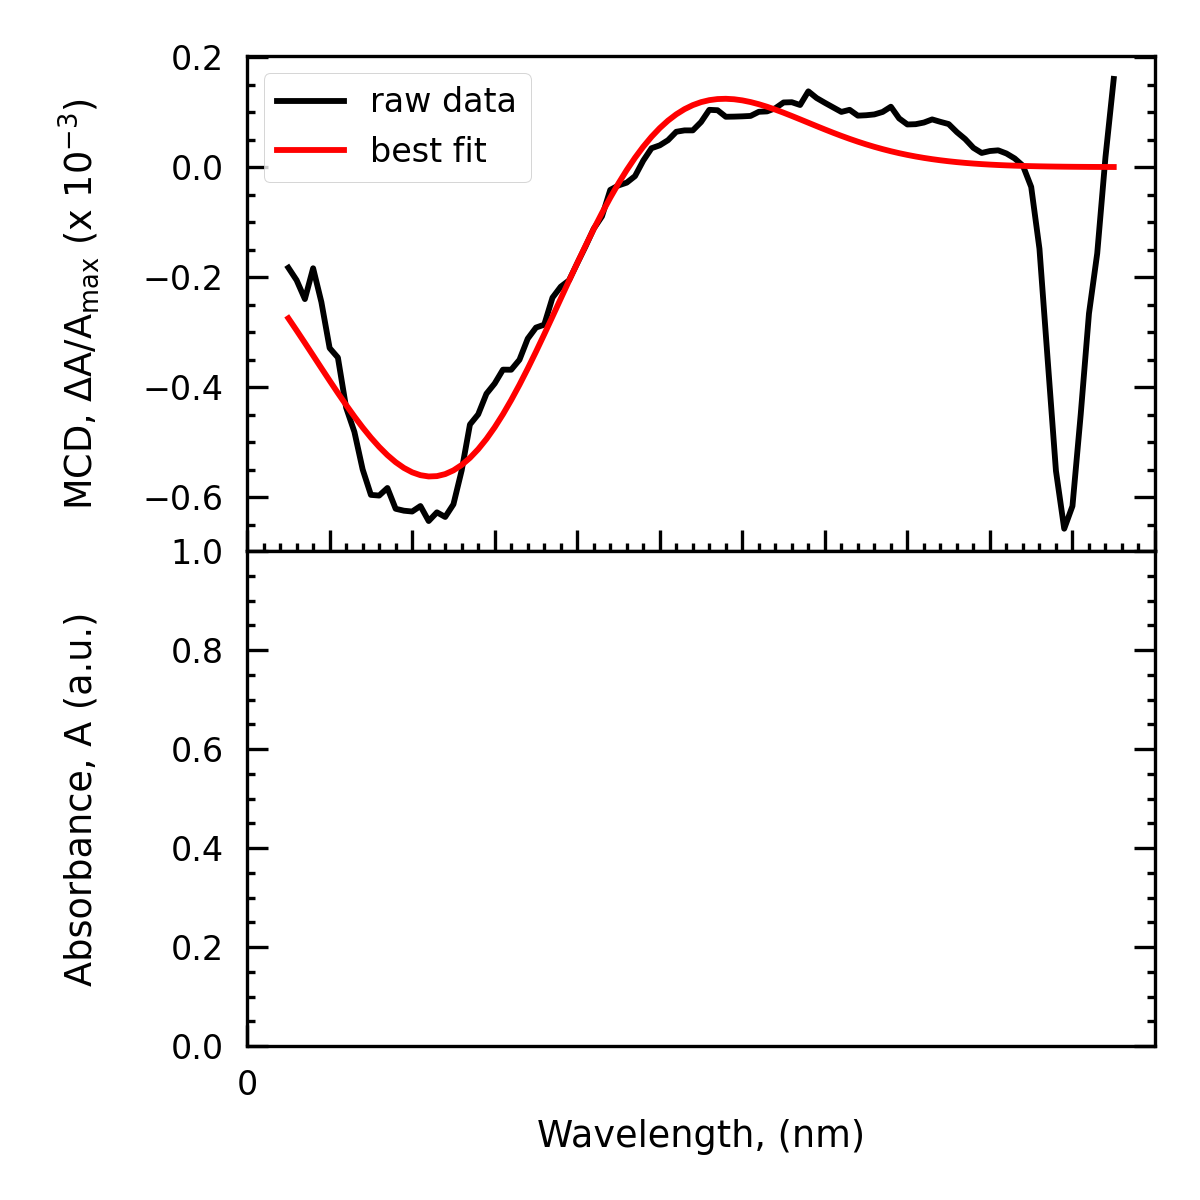 0.2
0.0
−0.2
−0.4
−0.6
MCD, ΔA/A_max (x 10⁻³)
raw data
best fit
1.0
0.8
0.6
0.4
0.2
0.0
Absorbance, A (a.u.)
0
Wavelength, (nm)